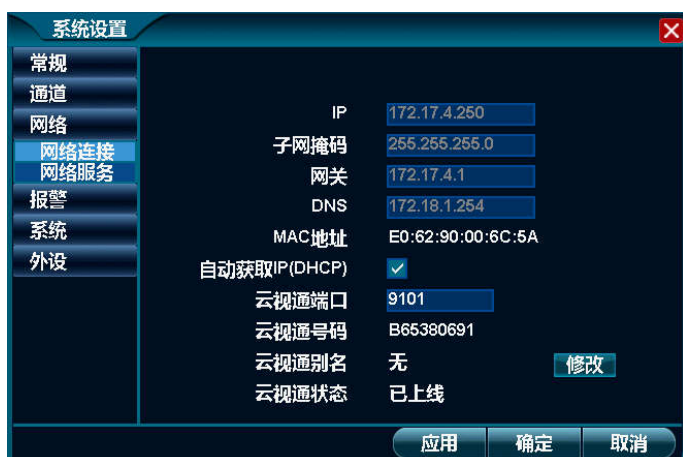 系统设置
常规
通道
网络
网络连接
网络服务
报警
系统
外设
IP 172.17.4.250
子网掩码 255.255.255.0
网关 172.17.4.1
DNS 172.18.1.254
MAC地址 E0:62:90:00:6C:5A
自动获取IP(DHCP)
云视通端口 9101
云视通号码 B65380691
云视通别名 无 修改
云视通状态 已上线
应用 确定 取消